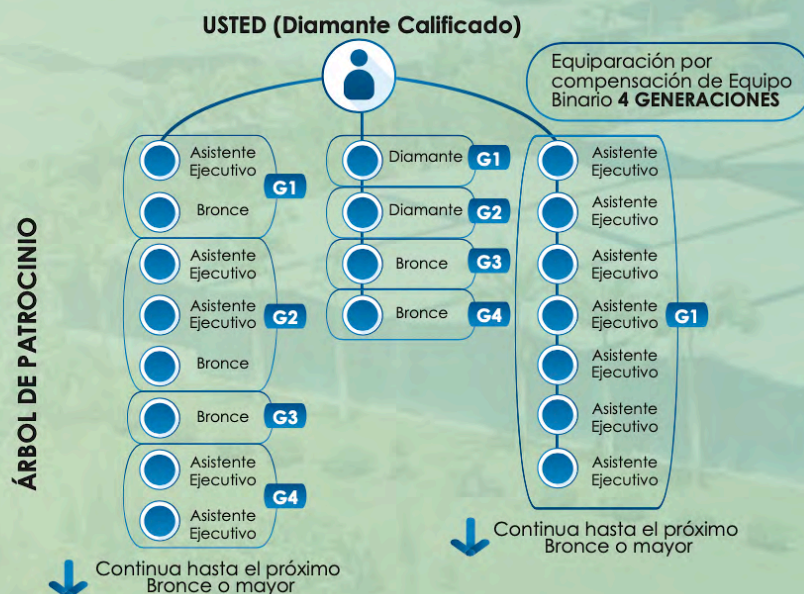 USTED (Diamante Calificado)
Equiparación por
compensación de Equipo
Binario 4 GENERACIONES
ÁRBOL DE PATROCINIO
Asistente
Ejecutivo
Bronce
G1
Asistente
Ejecutivo
Asistente
Ejecutivo
G2
Bronce
Bronce
G3
Asistente
Ejecutivo
G4
Asistente
Ejecutivo
Continua hasta el próximo
Bronce o mayor
Diamante
G1
Diamante
G2
Bronce
G3
Bronce
G4
Asistente
Ejecutivo
Asistente
Ejecutivo
Asistente
Ejecutivo
Asistente
Ejecutivo
G1
Asistente
Ejecutivo
Asistente
Ejecutivo
Asistente
Ejecutivo
Continua hasta el próximo
Bronce o mayor